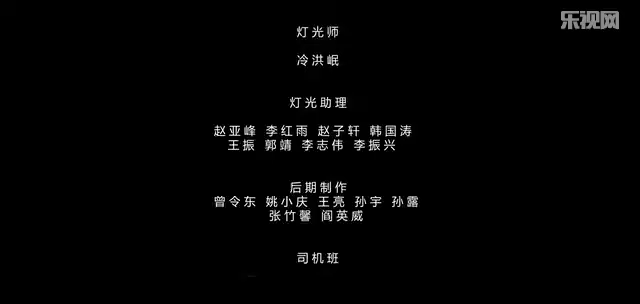 乐视网
灯光师
冷洪岷
灯光助理
赵亚峰 李红雨 赵子轩 韩国涛
王振 郭靖 李志伟 李振兴
后期制作
曾令东 姚小庆 王亮 孙宇 孙露
张竹馨 阎英威
司机班